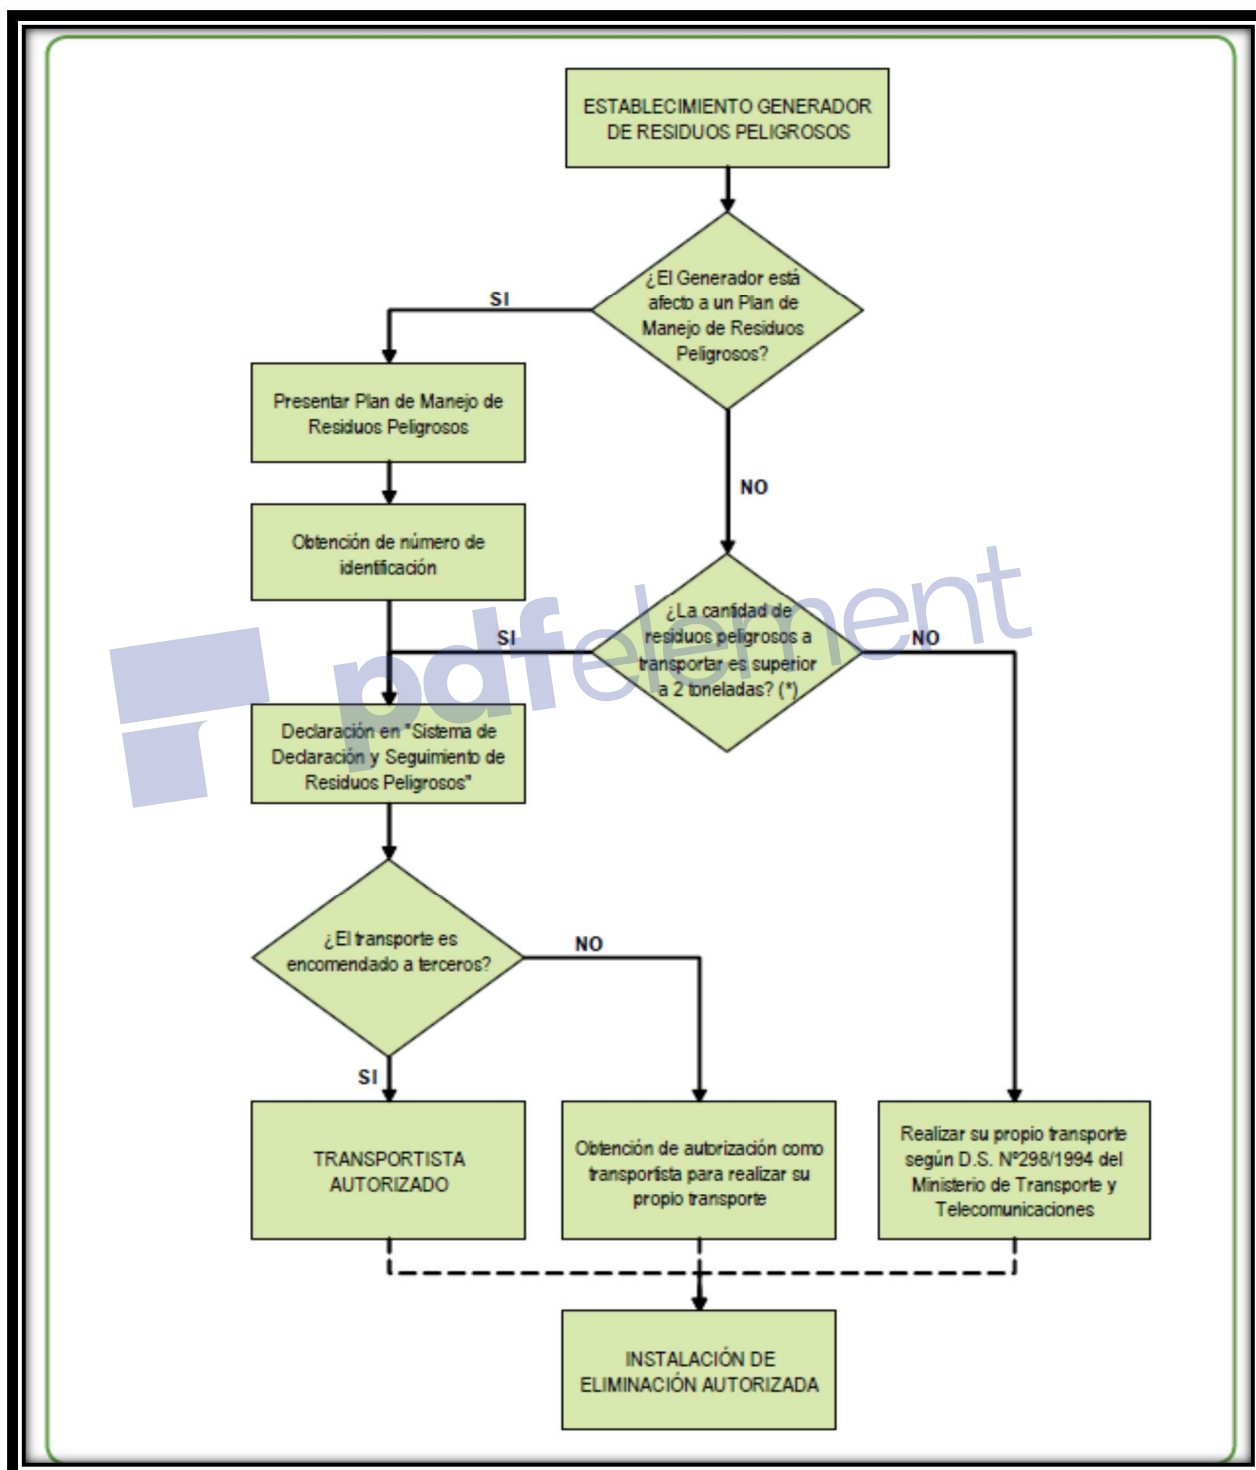 ESTABLECIMIENTO GENERADOR
DE RESIDUOS PELIGROSOS
¿El Generador está
afecto a un Plan de
Manejo de Residuos
Peligrosos?
SI
Presentar Plan de Manejo de
Residuos Peligrosos
NO
Obtención de número de
identificación
¿La cantidad de
residuos peligrosos a
transportar es superior
a 2 toneladas? (*)
SI
NO
Declaración en "Sistema de
Declaración y Seguimiento de
Residuos Peligrosos"
¿El transporte es
encomendado a terceros?
NO
SI
TRANSPORTISTA
AUTORIZADO
Obtención de autorización como
transportista para realizar su
propio transporte
Realizar su propio transporte
según D.S. Nº298/1994 del
Ministerio de Transporte y
Telecomunicaciones
INSTALACIÓN DE
ELIMINACIÓN AUTORIZADA
pdfelement